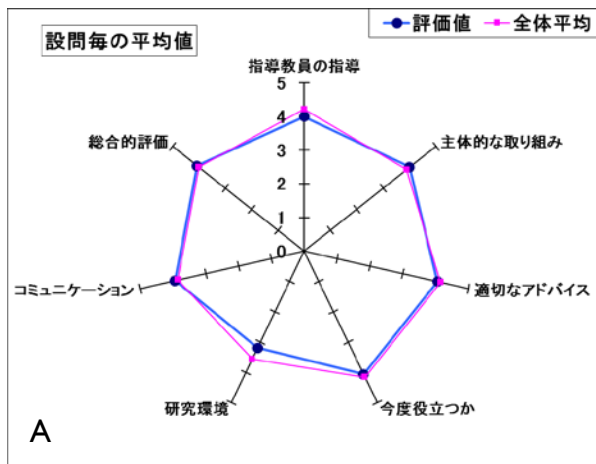 設問毎の平均値
評価値 全体平均
指導教員の指導
5
4
3
2
1
0
主体的な取り組み
総合的評価
適切なアドバイス
コミュニケーション
今度役立つか
研究環境
A